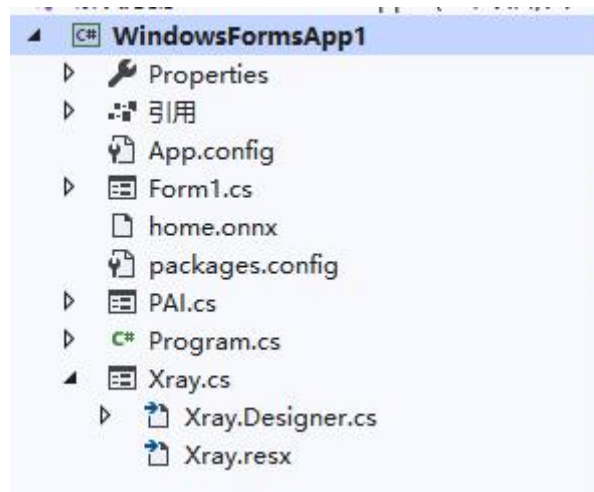 C# WindowsFormsApp1
Properties
引用
App.config
Form1.cs
home.onnx
packages.config
PAI.cs
C# Program.cs
Xray.cs
Xray.Designer.cs
Xray.resx